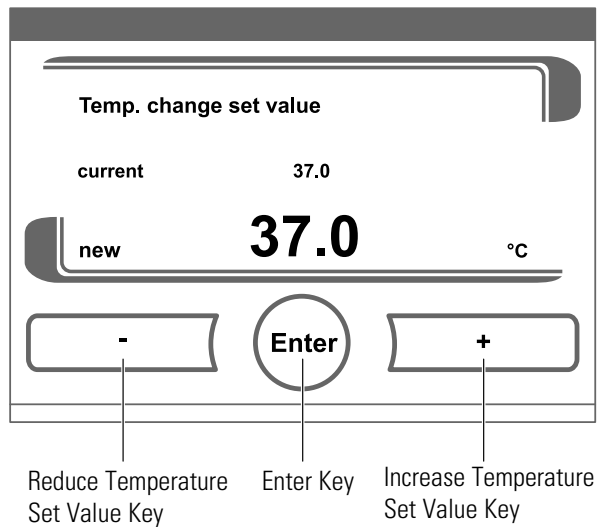 Temp. change set value
current 37.0
new 37.0 °C
- Enter +
Reduce Temperature
Set Value Key
Enter Key
Increase Temperature
Set Value Key